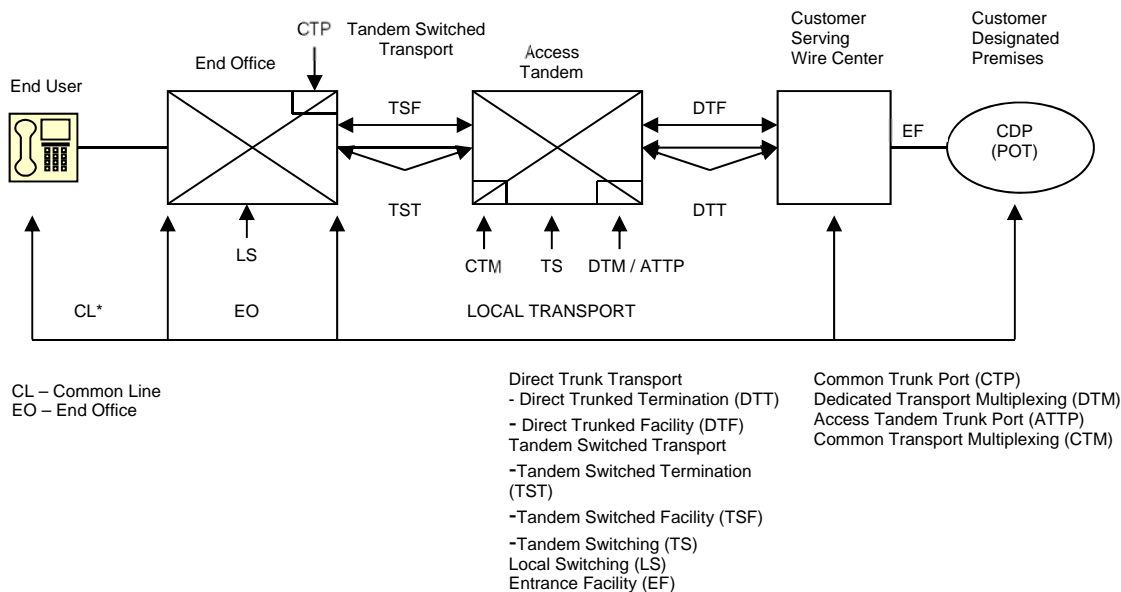 CTP
Tandem Switched
Transport
End Office
Access
Tandem
Customer
Serving
Wire Center
Customer
Designated
Premises
End User
TSF
DTF
EF
CDP
(POT)
TST
DTT
LS
CTM
TS
DTM / ATTP
CL*
EO
LOCAL TRANSPORT
CL – Common Line
EO – End Office
Direct Trunk Transport
- Direct Trunked Termination (DTT)
- Direct Trunked Facility (DTF)
Tandem Switched Transport
-Tandem Switched Termination
(TST)
-Tandem Switched Facility (TSF)
-Tandem Switching (TS)
Local Switching (LS)
Entrance Facility (EF)
Common Trunk Port (CTP)
Dedicated Transport Multiplexing (DTM)
Access Tandem Trunk Port (ATTP)
Common Transport Multiplexing (CTM)